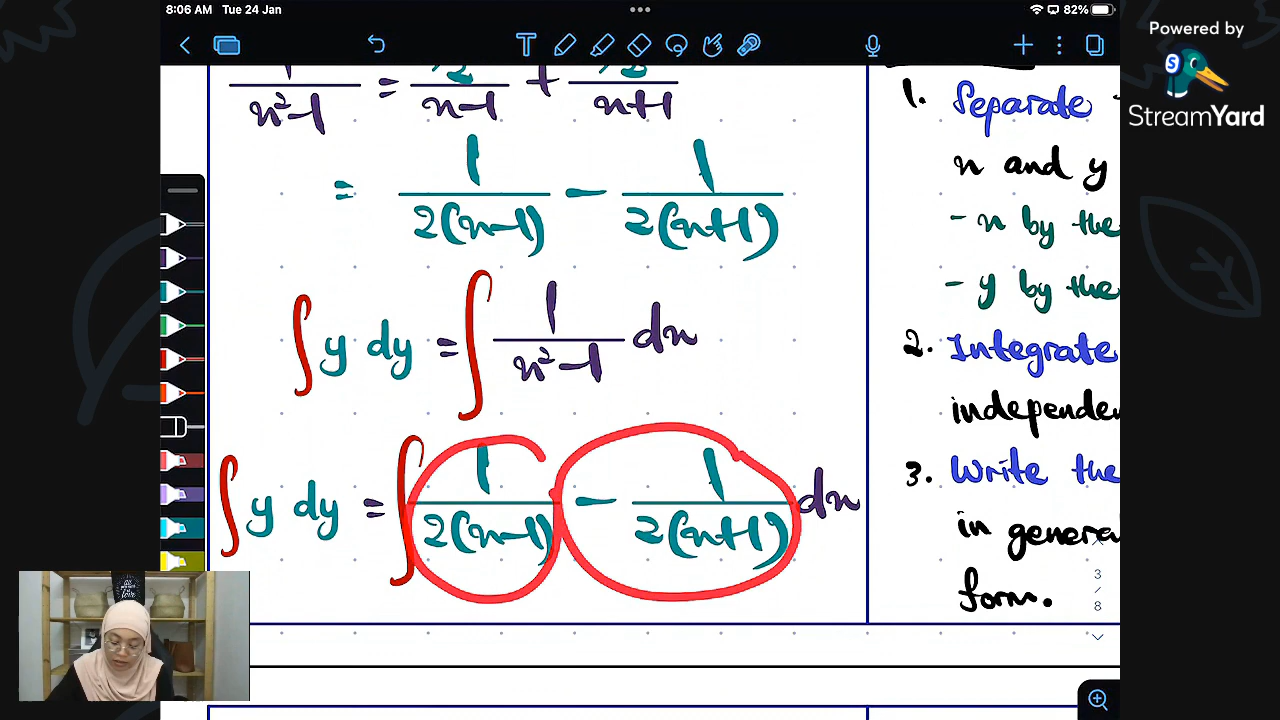 8:06 AM Tue 24 Jan
82%
Powered by
StreamYard
1/(x²-1) = /(x-1) + /(x+1)
= 1/(2(x-1)) - 1/(2(x+1))
∫ y dy = ∫ 1/(x²-1) dx
∫ y dy = ∫ 1/(2(x-1)) - 1/(2(x+1)) dx
1. Separate
x and y
- x by the
- y by the
2. Integrate
independen
3. Write the
in genera
form.
3
/
8